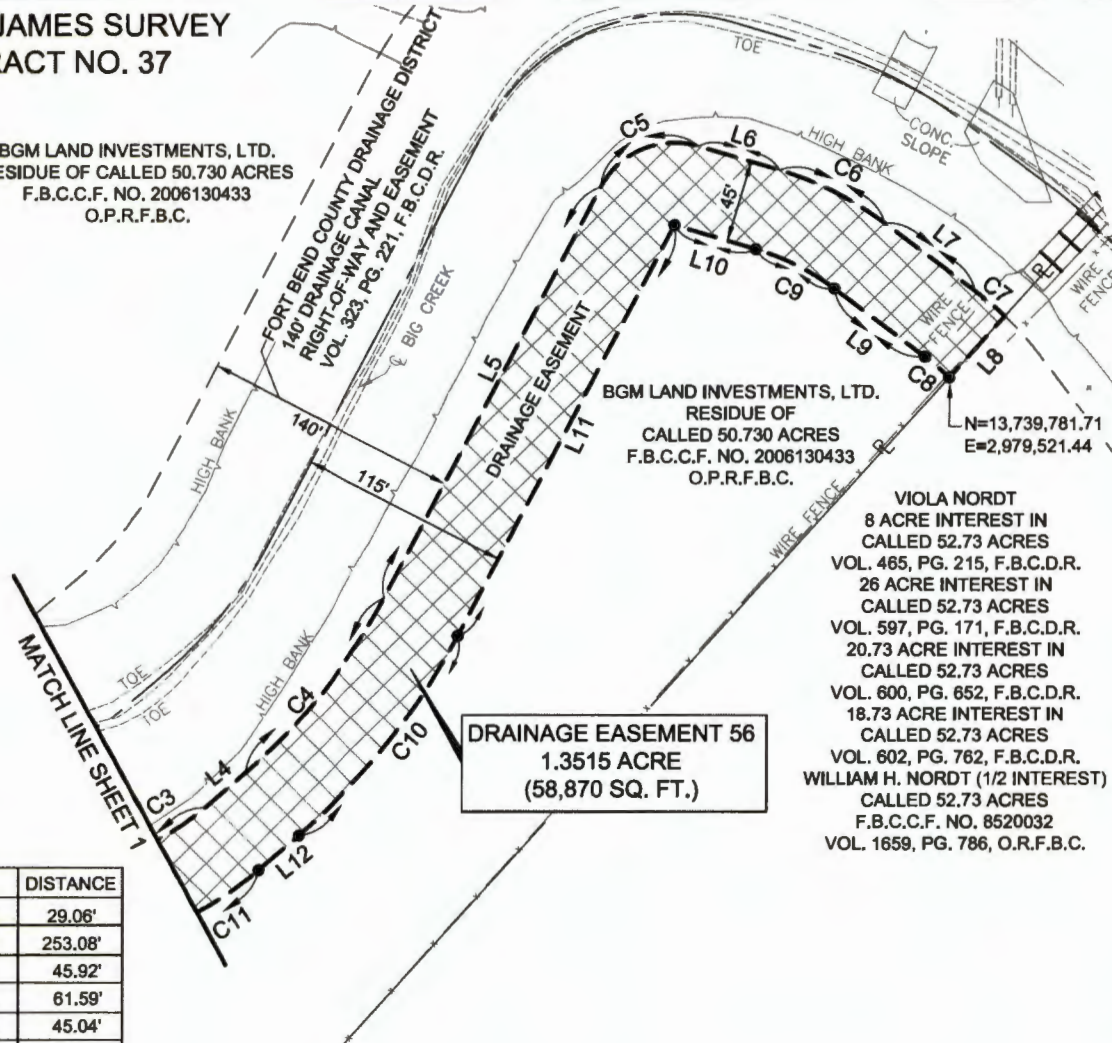 JAMES SURVEY
RACT NO. 37
BGM LAND INVESTMENTS, LTD.
ESIDUE OF CALLED 50.730 ACRES
F.B.C.C.F. NO. 2006130433
O.P.R.F.B.C.
FORT BEND COUNTY DRAINAGE DISTRICT
140' DRAINAGE CANAL
RIGHT-OF-WAY AND EASEMENT
VOL. 323, PG. 221, F.B.C.D.R.
℄ BIG CREEK
TOE
CONC.
SLOPE
HIGH BANK
C5
L6
C6
45'
L7
C7
L10
C9
L9
WIRE
FENCE
C8
L8
PL
WIRE
FENCE
N=13,739,781.71
E=2,979,521.44
L5
DRAINAGE EASEMENT
L11
140'
115'
HIGH BANK
BGM LAND INVESTMENTS, LTD.
RESIDUE OF
CALLED 50.730 ACRES
F.B.C.C.F. NO. 2006130433
O.P.R.F.B.C.
PL
WIRE FENCE
VIOLA NORDT
8 ACRE INTEREST IN
CALLED 52.73 ACRES
VOL. 465, PG. 215, F.B.C.D.R.
26 ACRE INTEREST IN
CALLED 52.73 ACRES
VOL. 597, PG. 171, F.B.C.D.R.
20.73 ACRE INTEREST IN
CALLED 52.73 ACRES
VOL. 600, PG. 652, F.B.C.D.R.
18.73 ACRE INTEREST IN
CALLED 52.73 ACRES
VOL. 602, PG. 762, F.B.C.D.R.
WILLIAM H. NORDT (1/2 INTEREST)
CALLED 52.73 ACRES
F.B.C.C.F. NO. 8520032
VOL. 1659, PG. 786, O.R.F.B.C.
MATCH LINE SHEET 1
TOE
TOE
HIGH BANK
C4
L4
C3
C10
L12
C11
DRAINAGE EASEMENT 56
1.3515 ACRE
(58,870 SQ. FT.)
DISTANCE
29.06'
253.08'
45.92'
61.59'
45.04'